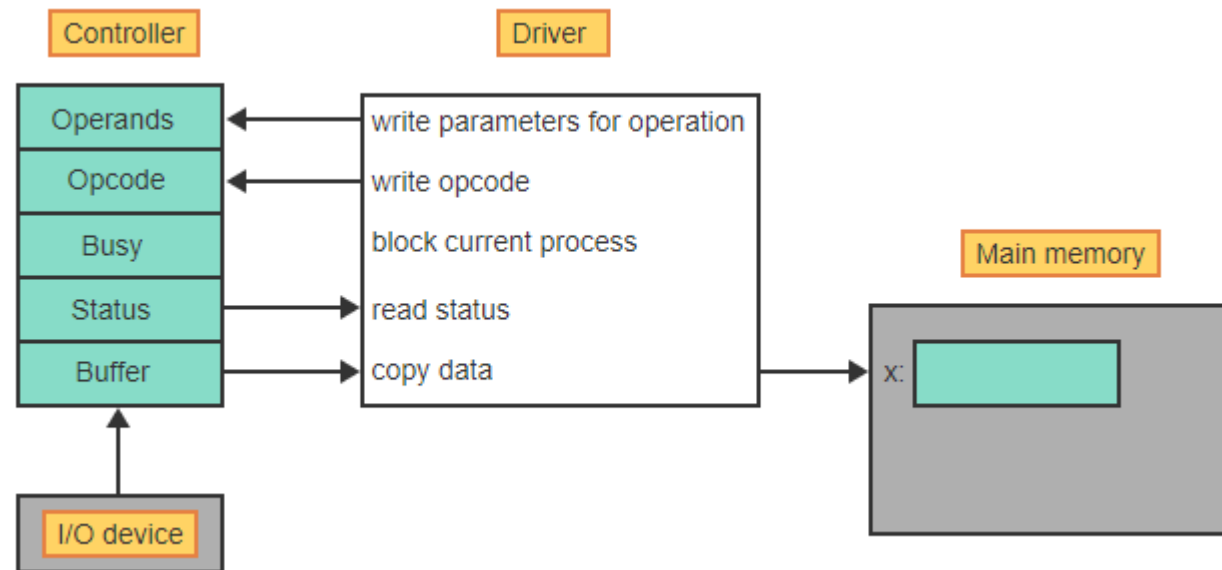 Controller
Driver
Operands
write parameters for operation
Opcode
write opcode
Busy
block current process
Main memory
Status
read status
Buffer
copy data
x:
I/O device